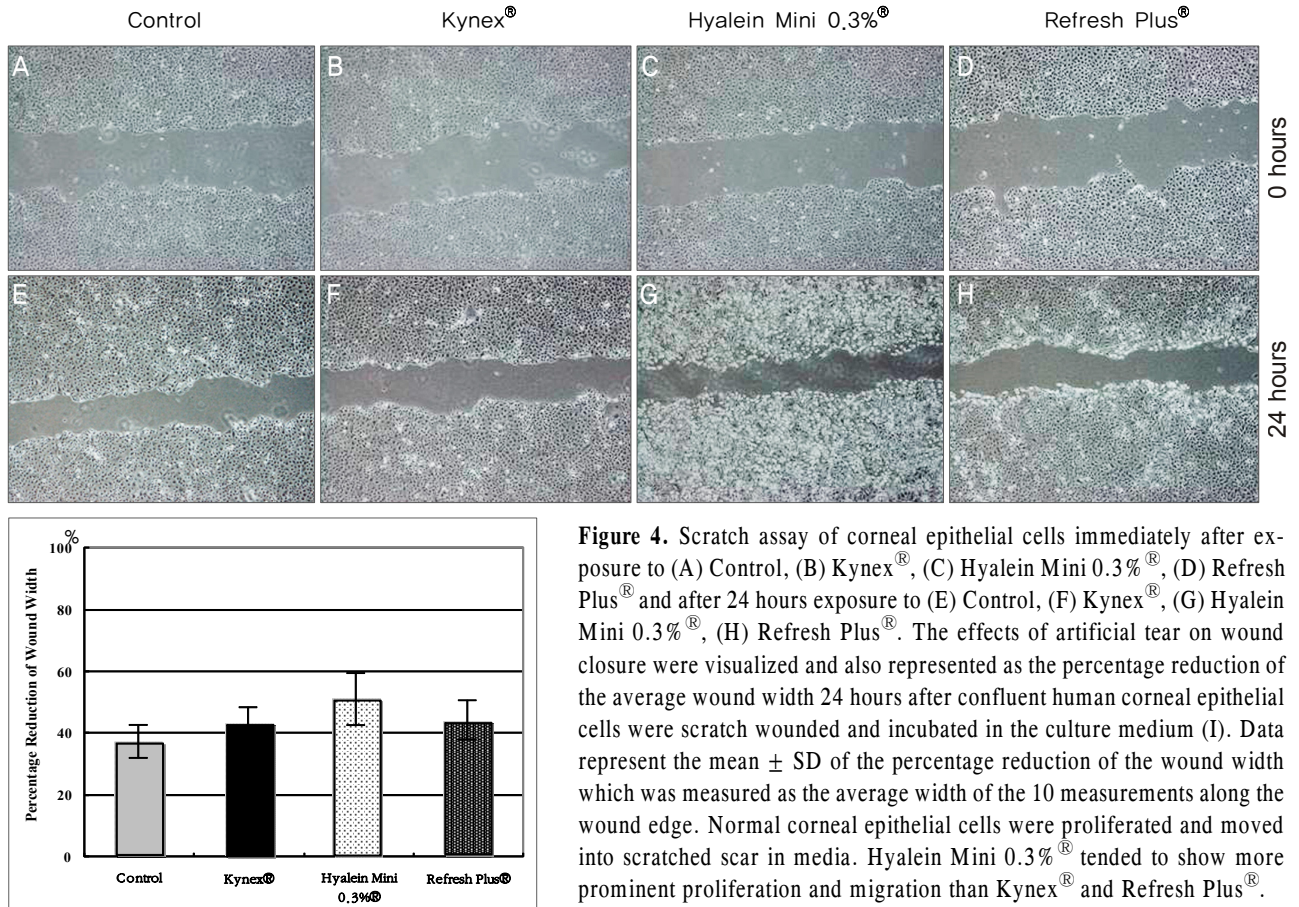 Control Kynex® Hyalein Mini 0.3%® Refresh Plus®
A B C D
0 hours
E F G H
24 hours
%
100
80
60
40
20
0
Percentage Reduction of Wound Width
Control Kynex® Hyalein Mini Refresh Plus®
0.3%®
Figure 4. Scratch assay of corneal epithelial cells immediately after ex-
posure to (A) Control, (B) Kynex®, (C) Hyalein Mini 0.3%®, (D) Refresh
Plus® and after 24 hours exposure to (E) Control, (F) Kynex®, (G) Hyalein
Mini 0.3%®, (H) Refresh Plus®. The effects of artificial tear on wound
closure were visualized and also represented as the percentage reduction of
the average wound width 24 hours after confluent human corneal epithelial
cells were scratch wounded and incubated in the culture medium (I). Data
represent the mean ± SD of the percentage reduction of the wound width
which was measured as the average width of the 10 measurements along the
wound edge. Normal corneal epithelial cells were proliferated and moved
into scratched scar in media. Hyalein Mini 0.3%® tended to show more
prominent proliferation and migration than Kynex® and Refresh Plus®.